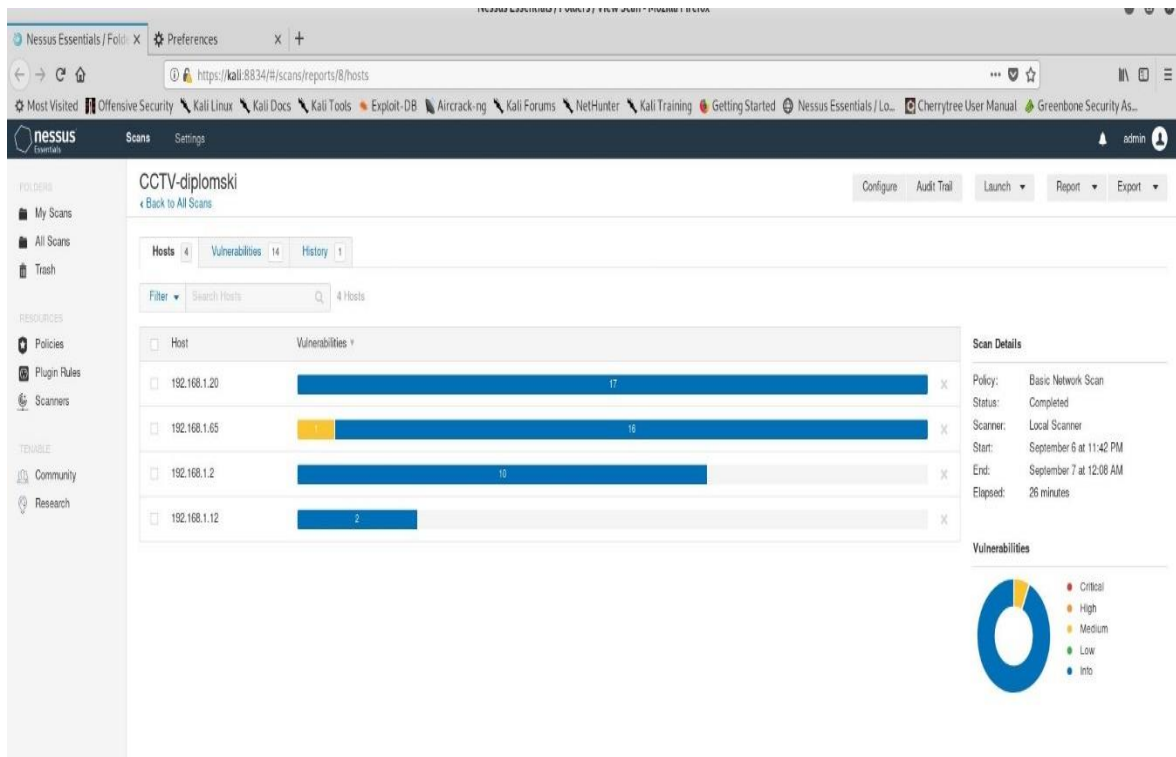 Nessus Essentials / Folders / View Scan - Mozilla Firefox
Nessus Essentials / Folde
Preferences
https://kali:8834/#/scans/reports/8/hosts
Most Visited Offensive Security Kali Linux Kali Docs Kali Tools Exploit-DB Aircrack-ng Kali Forums NetHunter Kali Training Getting Started Nessus Essentials / Lo... Cherrytree User Manual Greenbone Security As...
nessus Essentials
Scans Settings
admin
FOLDERS
My Scans
All Scans
Trash
RESOURCES
Policies
Plugin Rules
Scanners
TENABLE
Community
Research
CCTV-diplomski
‹ Back to All Scans
Configure Audit Trail Launch Report Export
Hosts 4 Vulnerabilities 14 History 1
Filter Search Hosts 4 Hosts
Host Vulnerabilities
192.168.1.20 17
192.168.1.65 1 16
192.168.1.2 10
192.168.1.12 2
Scan Details
Policy: Basic Network Scan
Status: Completed
Scanner: Local Scanner
Start: September 6 at 11:42 PM
End: September 7 at 12:08 AM
Elapsed: 26 minutes
Vulnerabilities
Critical
High
Medium
Low
Info